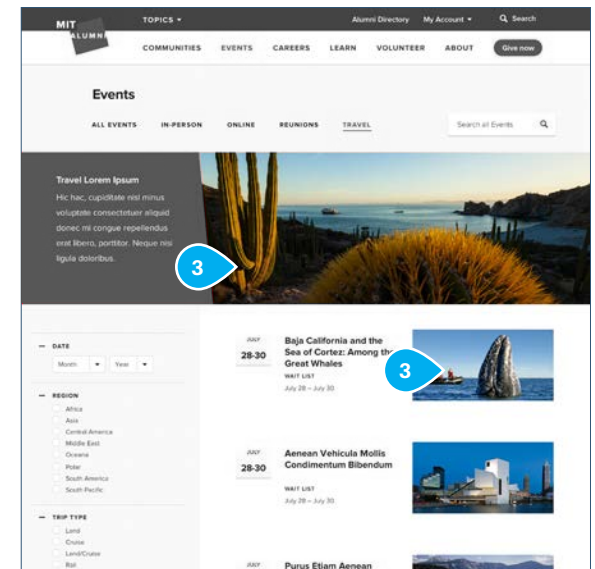 MIT
ALUMNI
TOPICS
Alumni Directory
My Account
Search
COMMUNITIES
EVENTS
CAREERS
LEARN
VOLUNTEER
ABOUT
Give now
Events
ALL EVENTS
IN-PERSON
ONLINE
REUNIONS
TRAVEL
Search all Events
Travel Lorem Ipsum
Hic hac, cupiditate nisl minus
voluptate consectetuer aliquid
donec mi congue repellendus
erat libero, porttitor. Neque nisi
ligula doloribus.
3
DATE
Month
Year
REGION
Africa
Asia
Central America
Middle East
Oceana
Polar
South America
South Pacific
TRIP TYPE
Land
Cruise
Land/Cruise
Rail
JULY
28-30
Baja California and the
Sea of Cortez: Among the
Great Whales
WAIT LIST
July 28 – July 30
3
JULY
28-30
Aenean Vehicula Mollis
Condimentum Bibendum
WAIT LIST
July 28 – July 30
JULY
Purus Etiam Aenean